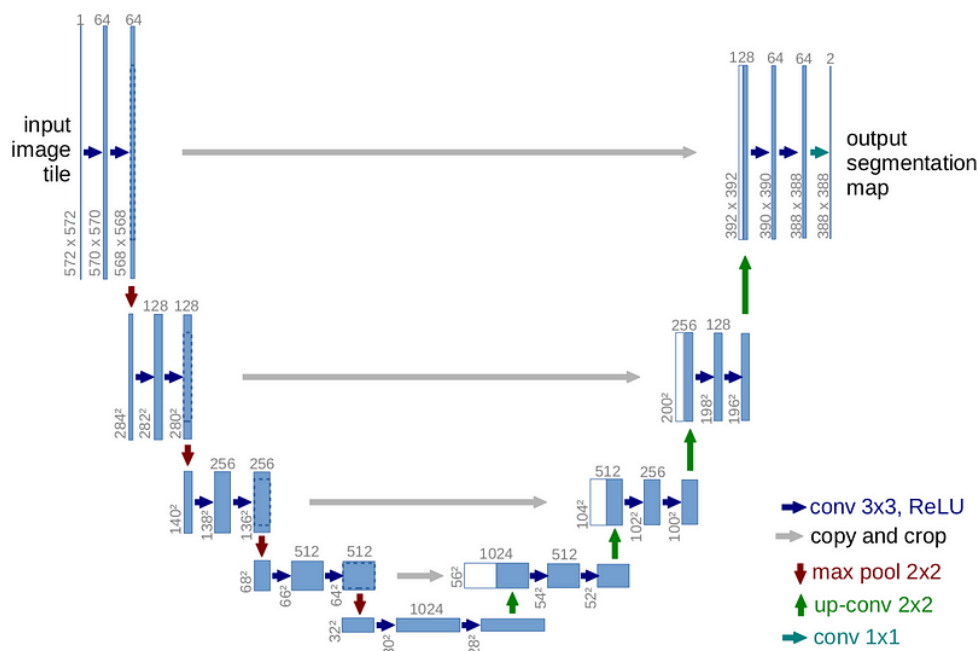 1 64 64
128
64 64 2
input
image
tile
572 x 572
570 x 570
568 x 568
392 x 392
390 x 390
388 x 388
388 x 388
output
segmentation
map
128 128
284²
282²
280²
256 128
200²
198²
196²
256 256
140²
138²
136²
512 256
104²
102²
100²
512 512
68²
66²
64²
1024 512
56²
54²
52²
1024
32²
conv 3x3, ReLU
copy and crop
max pool 2x2
up-conv 2x2
conv 1x1